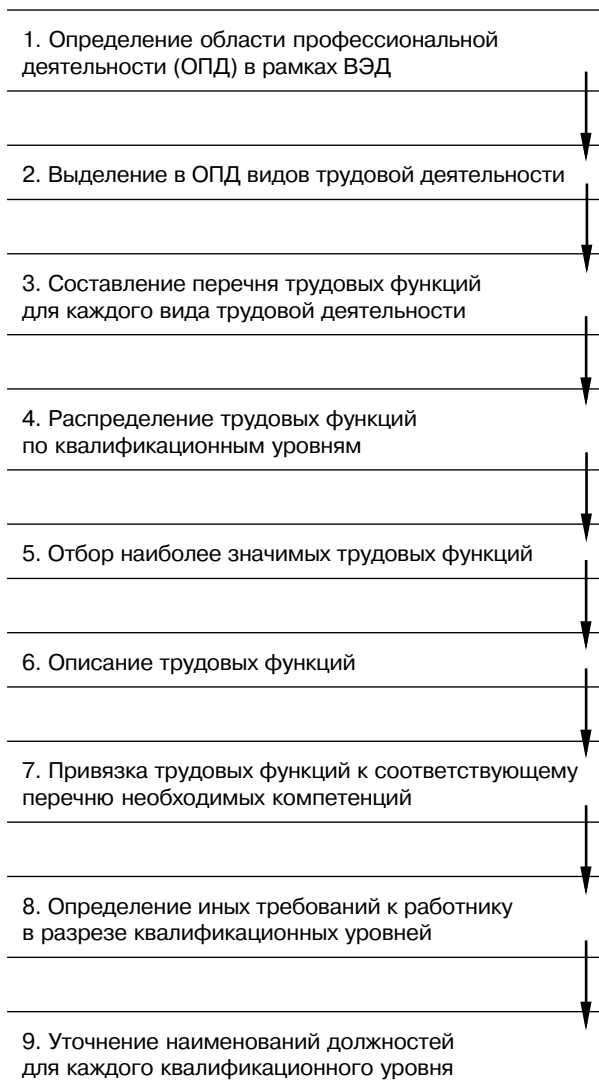 1. Определение области профессиональной
деятельности (ОПД) в рамках ВЭД
2. Выделение в ОПД видов трудовой деятельности
3. Составление перечня трудовых функций
для каждого вида трудовой деятельности
4. Распределение трудовых функций
по квалификационным уровням
5. Отбор наиболее значимых трудовых функций
6. Описание трудовых функций
7. Привязка трудовых функций к соответствующему
перечню необходимых компетенций
8. Определение иных требований к работнику
в разрезе квалификационных уровней
9. Уточнение наименований должностей
для каждого квалификационного уровня